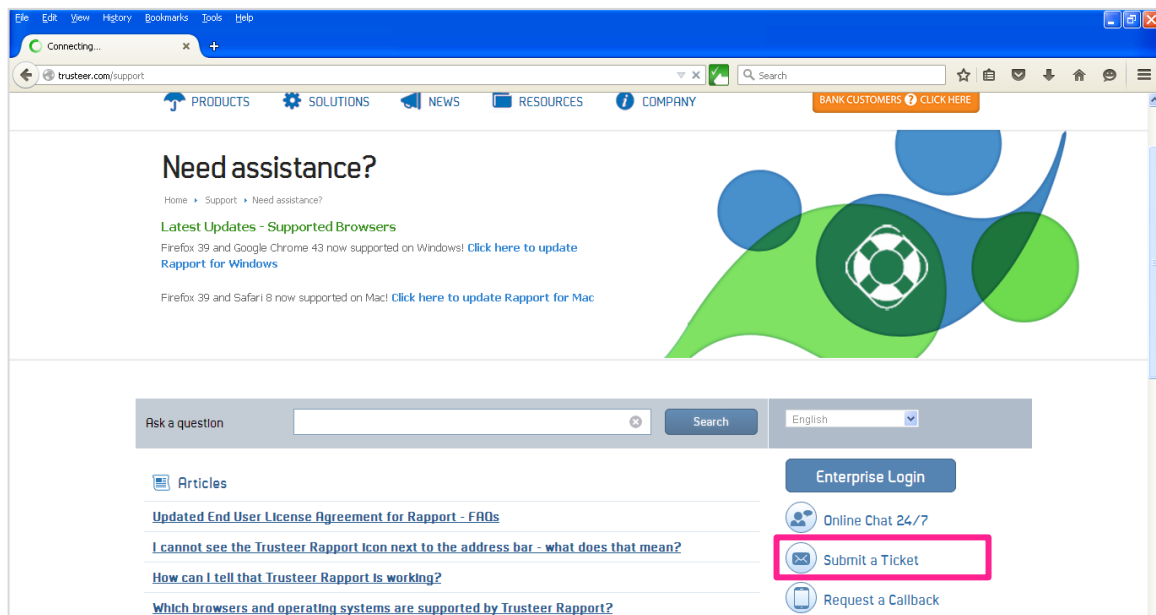 File Edit View History Bookmarks Tools Help
Connecting...
trusteer.com/support
Search
PRODUCTS SOLUTIONS NEWS RESOURCES COMPANY
BANK CUSTOMERS ? CLICK HERE
Need assistance?
Home Support Need assistance?
Latest Updates - Supported Browsers
Firefox 39 and Google Chrome 43 now supported on Windows! Click here to update
Rapport for Windows
Firefox 39 and Safari 8 now supported on Mac! Click here to update Rapport for Mac
Ask a question
Search
English
Articles
Enterprise Login
Updated End User License Agreement for Rapport - FAQs
Online Chat 24/7
I cannot see the Trusteer Rapport icon next to the address bar - what does that mean?
Submit a Ticket
How can I tell that Trusteer Rapport is working?
Request a Callback
Which browsers and operating systems are supported by Trusteer Rapport?